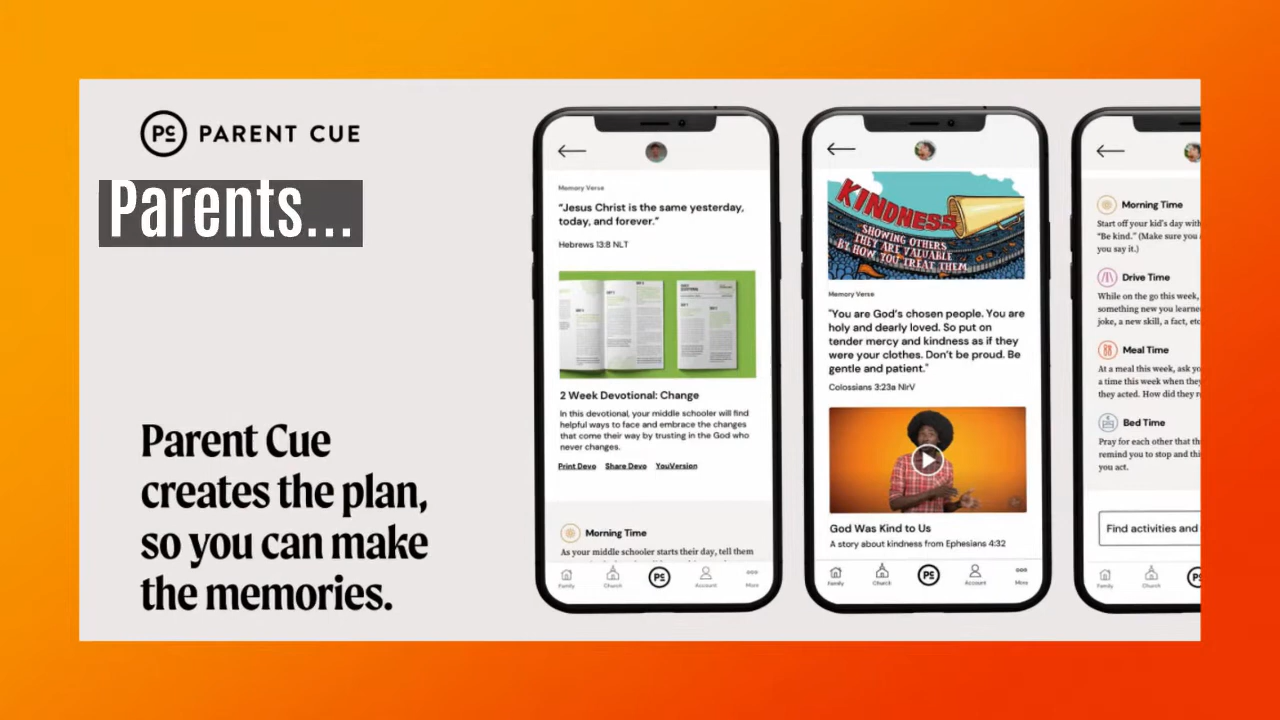 PC PARENT CUE
Parents...
Parent Cue
creates the plan,
so you can make
the memories.
Memory Verse
“Jesus Christ is the same yesterday,
today, and forever.”
Hebrews 13:8 NLT
2 Week Devotional: Change
In this devotional, your middle schooler will find
helpful ways to face and embrace the changes
that come their way by trusting in the God who
never changes.
Print Devo Share Devo YouVersion
Morning Time
As your middle schooler starts their day, tell them
Family Church PC Account More
KINDNESS
SHOWING OTHERS
THEY ARE VALUABLE
BY HOW YOU TREAT THEM
Memory Verse
"You are God’s chosen people. You are
holy and dearly loved. So put on
tender mercy and kindness as if they
were your clothes. Don’t be proud. Be
gentle and patient."
Colossians 3:23a NIrV
God Was Kind to Us
A story about kindness from Ephesians 4:32
Family Church PC Account More
Morning Time
Start off your kid’s day with
“Be kind.” (Make sure you
you say it.)
Drive Time
While on the go this week,
something new you learne
joke, a new skill, a fact, etc
Meal Time
At a meal this week, ask yo
a time this week when they
they acted. How did they r
Bed Time
Pray for each other that th
remind you to stop and thi
you act.
Find activities and
Family Church